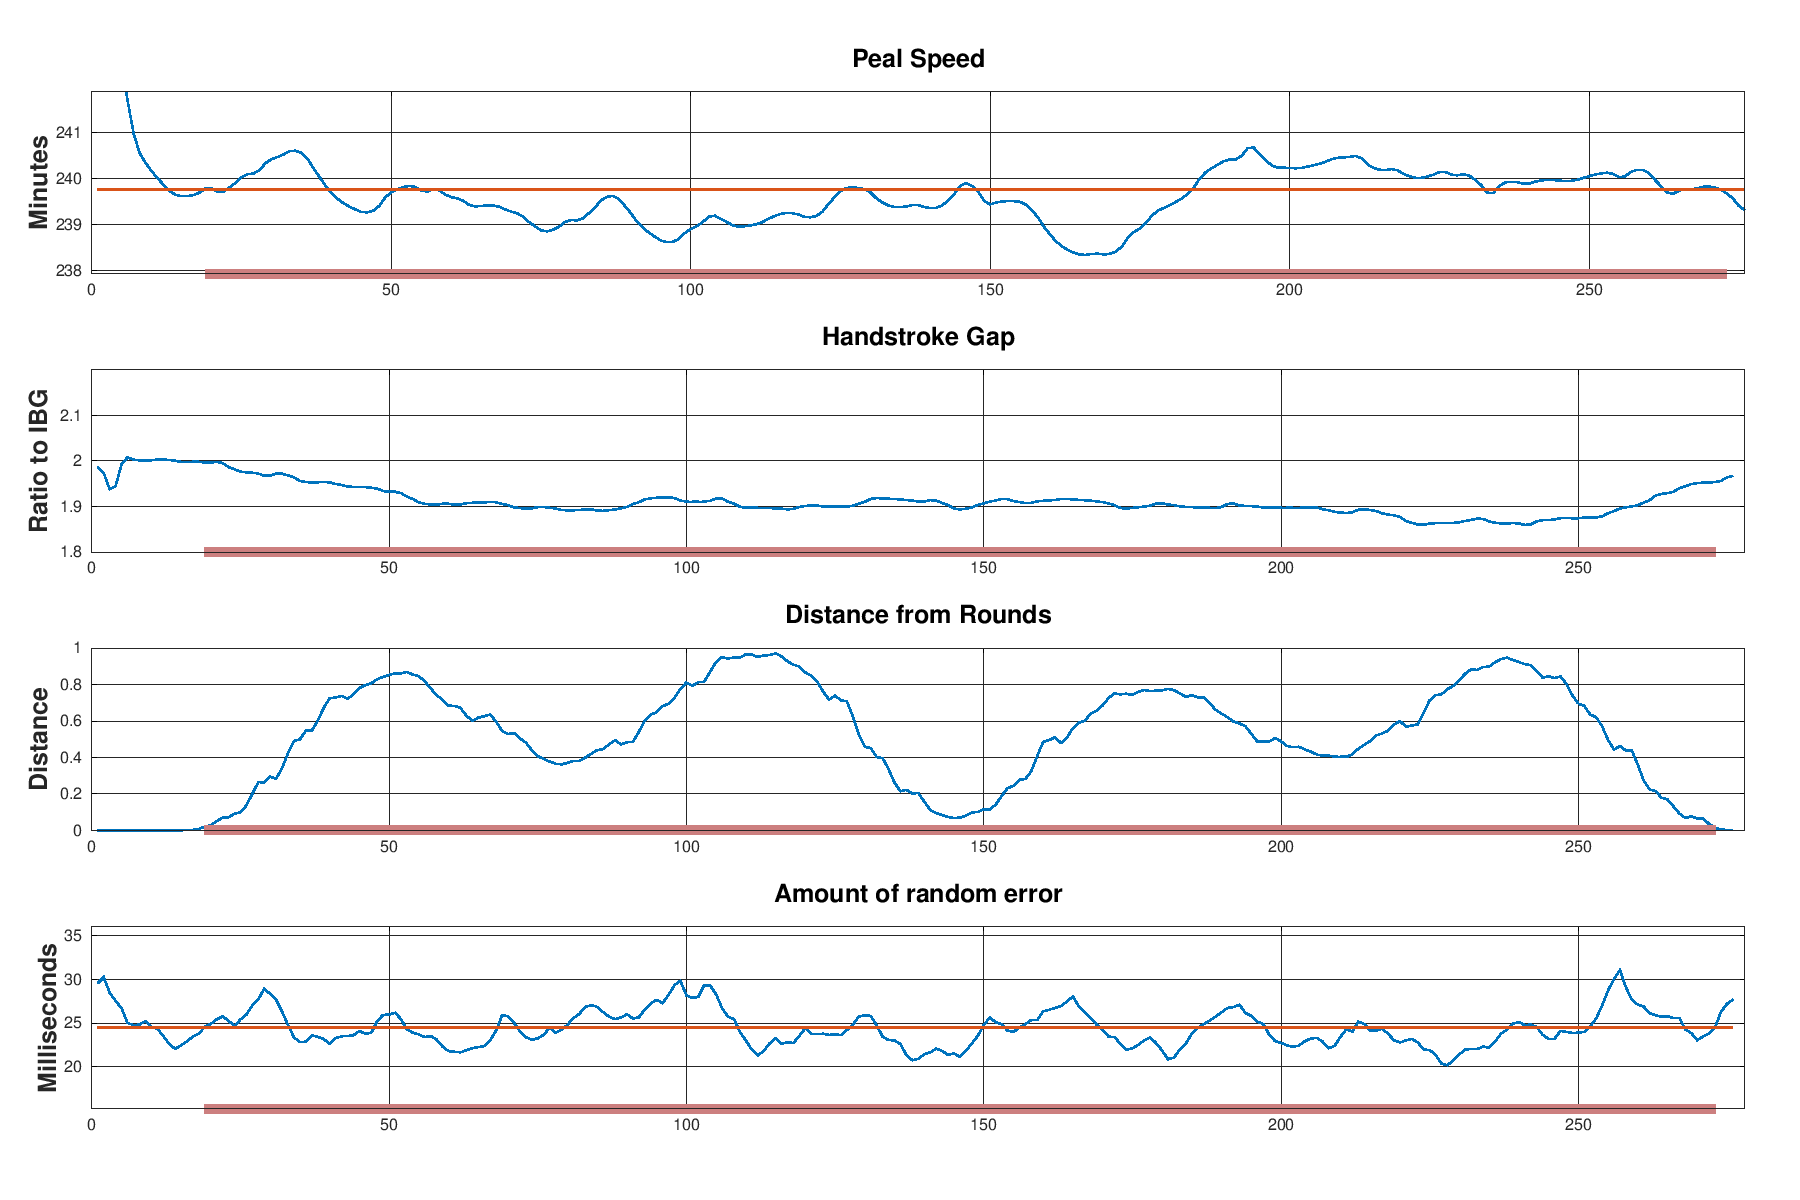 Peal Speed
Minutes
241
240
239
238
0 50 100 150 200 250
Handstroke Gap
Ratio to IBG
2.1
2
1.9
1.8
0 50 100 150 200 250
Distance from Rounds
Distance
1
0.8
0.6
0.4
0.2
0
0 50 100 150 200 250
Amount of random error
Milliseconds
35
30
25
20
0 50 100 150 200 250